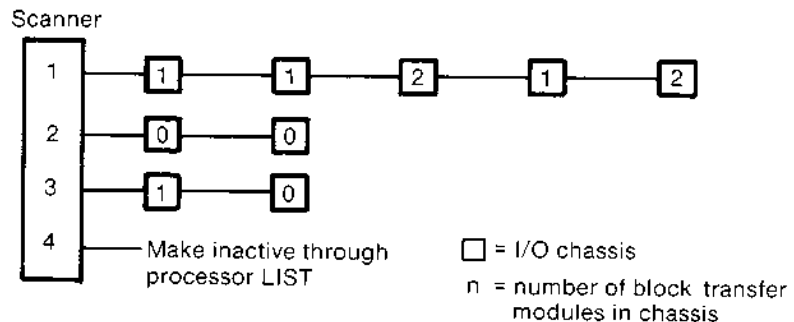 Scanner
1 1 1 2 1 2
2 0 0
3 1 0
4 Make inactive through
processor LIST
= I/O chassis
n = number of block transfer
modules in chassis